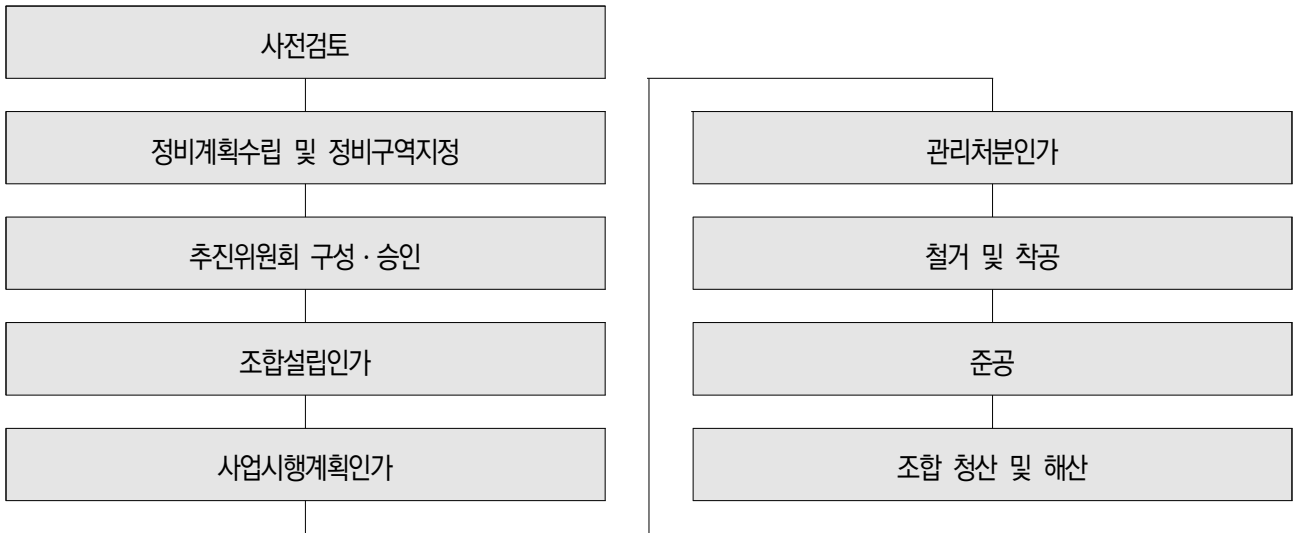 사전검토
정비계획수립 및 정비구역지정
추진위원회 구성·승인
조합설립인가
사업시행계획인가
관리처분인가
철거 및 착공
준공
조합 청산 및 해산